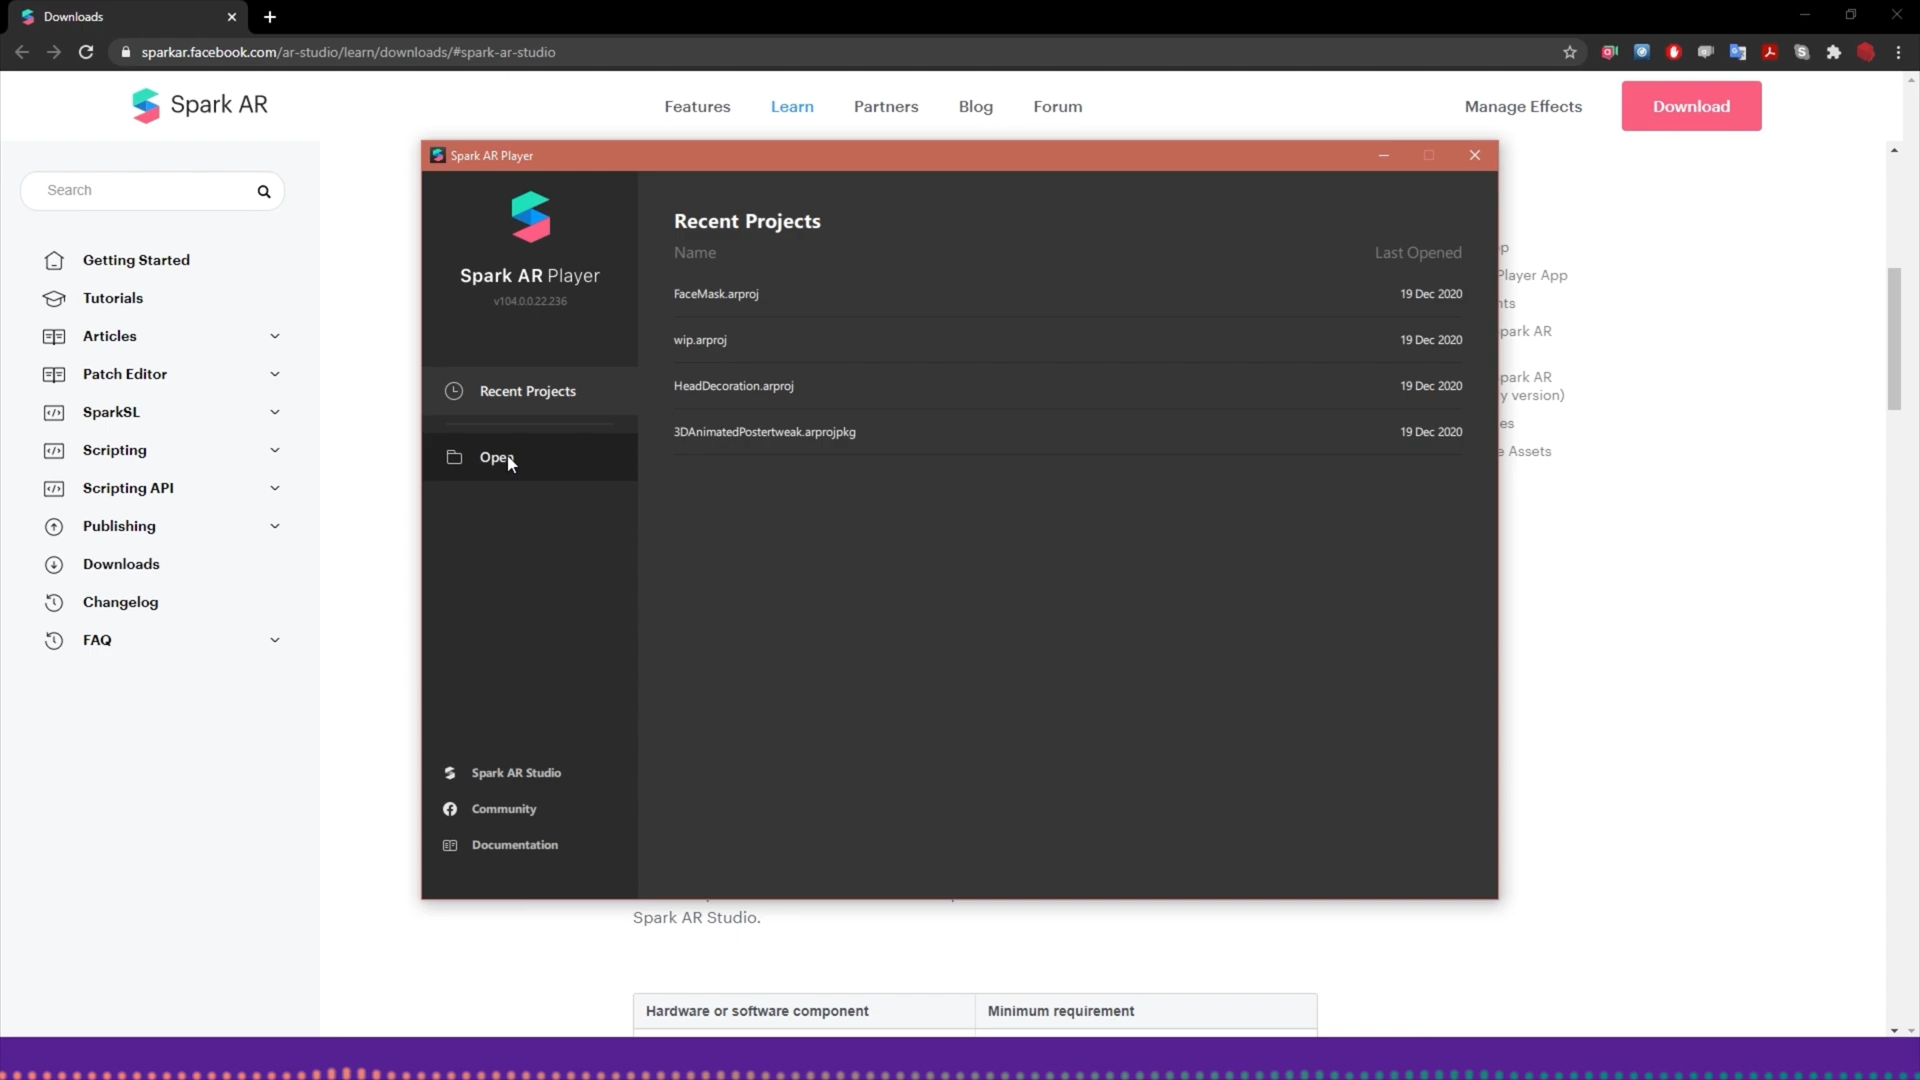 Downloads
sparkar.facebook.com/ar-studio/learn/downloads/#spark-ar-studio
Spark AR
Features
Learn
Partners
Blog
Forum
Manage Effects
Download
Search
Getting Started
Tutorials
Articles
Patch Editor
SparkSL
Scripting
Scripting API
Publishing
Downloads
Changelog
FAQ
Spark AR Player
Spark AR Player
v104.0.0.22.236
Recent Projects
Open
Spark AR Studio
Community
Documentation
Recent Projects
Name Last Opened
FaceMask.arproj 19 Dec 2020
wip.arproj 19 Dec 2020
HeadDecoration.arproj 19 Dec 2020
3DAnimatedPostertweak.arprojpkg 19 Dec 2020
Player App
park AR
park AR
y version)
Assets
Spark AR Studio.
Hardware or software component Minimum requirement